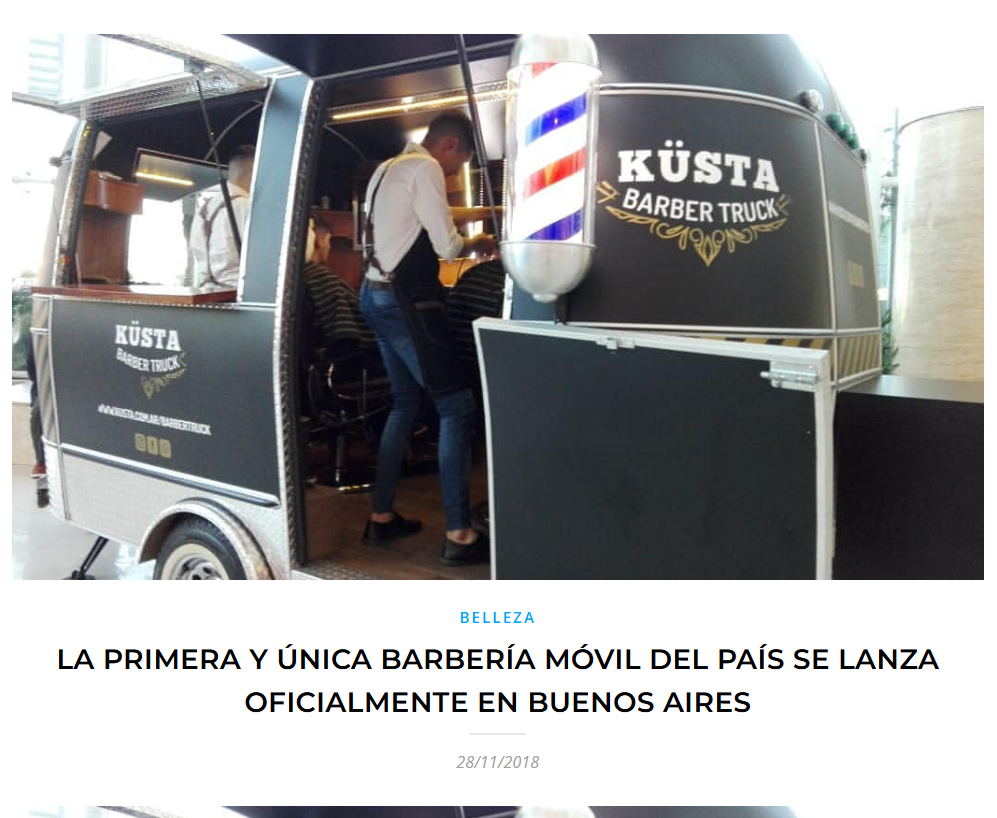 KÜSTA
BARBER TRUCK
KÜSTA
BARBER TRUCK
WWW.KUSTA.COM.AR/BARBERTRUCK
BELLEZA
LA PRIMERA Y ÚNICA BARBERÍA MÓVIL DEL PAÍS SE LANZA
OFICIALMENTE EN BUENOS AIRES
28/11/2018